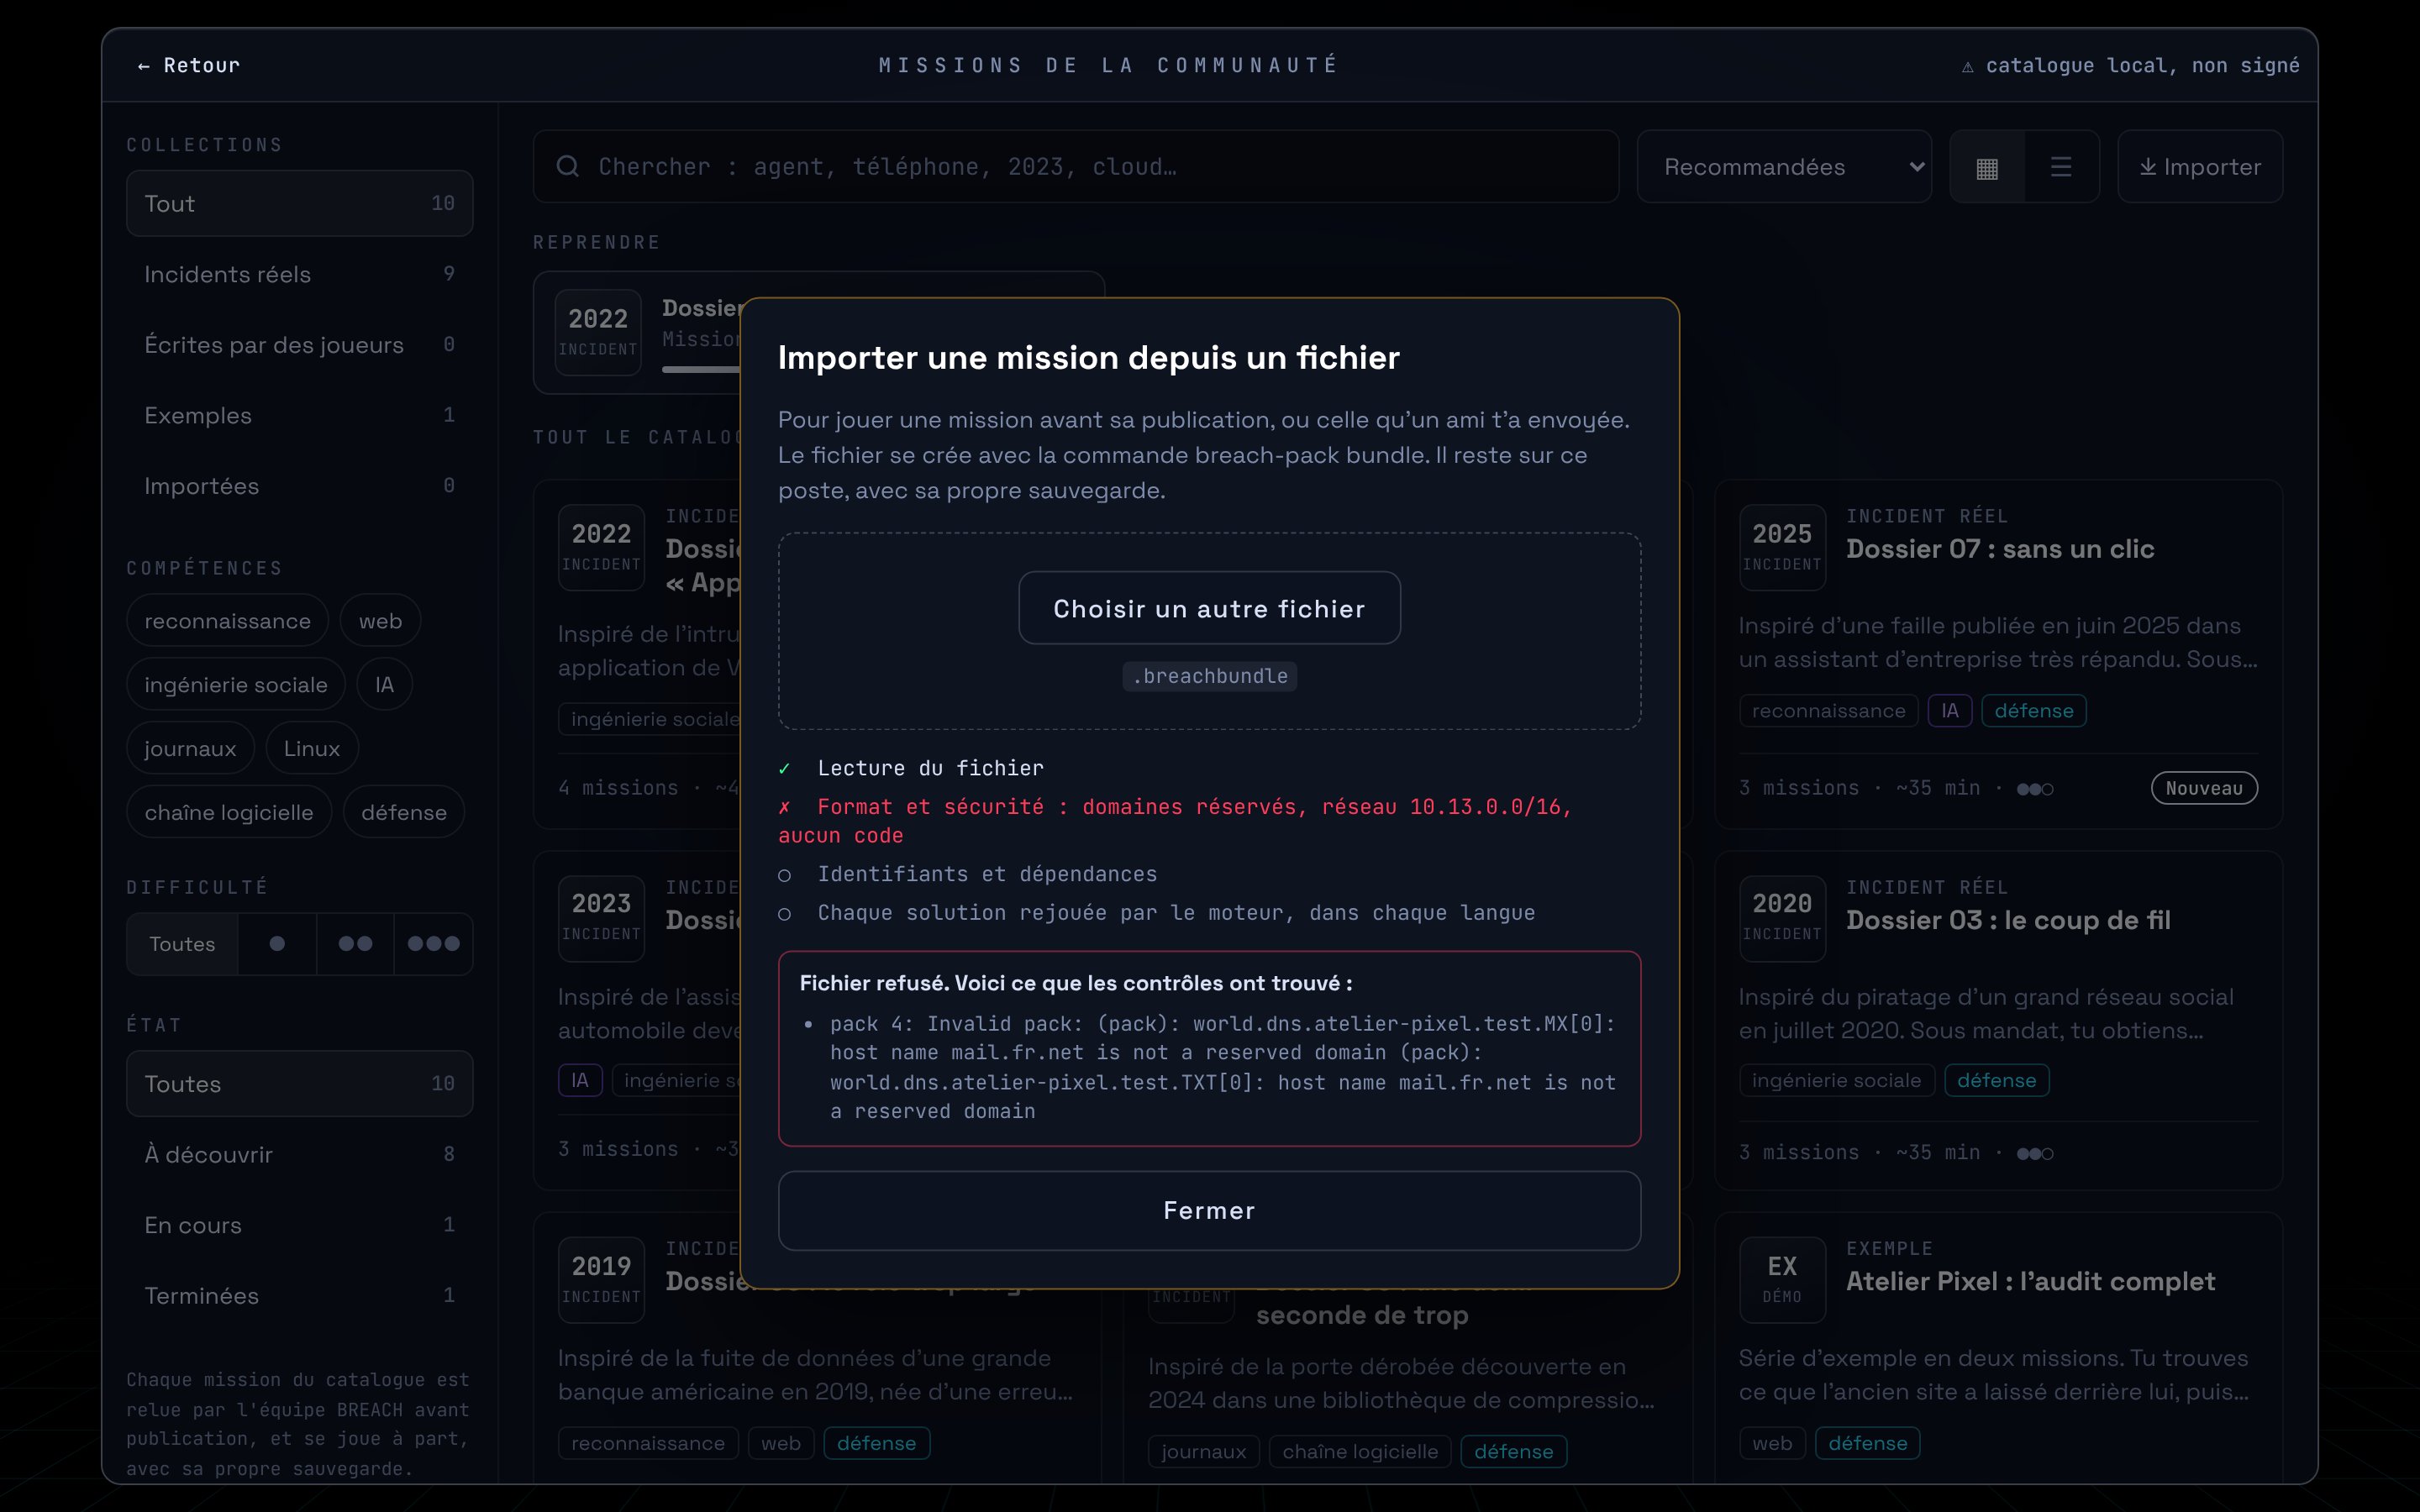 ← Retour
MISSIONS DE LA COMMUNAUTÉ
⚠ catalogue local, non signé
COLLECTIONS
Tout 10
Incidents réels 9
Écrites par des joueurs 0
Exemples 1
Importées 0
COMPÉTENCES
reconnaissance web
ingénierie sociale IA
journaux Linux
chaîne logicielle défense
DIFFICULTÉ
Toutes ● ●● ●●●
ÉTAT
Toutes 10
À découvrir 8
En cours 1
Terminées 1
Chaque mission du catalogue est
relue par l'équipe BREACH avant
publication, et se joue à part,
avec sa propre sauvegarde.
Chercher : agent, téléphone, 2023, cloud…
Recommandées
Importer
REPRENDRE
2022
INCIDENT
Dossier
Mission
TOUT LE
Importer une mission depuis un fichier
Pour jouer une mission avant sa publication, ou celle qu’un ami t’a envoyée.
Le fichier se crée avec la commande breach-pack bundle. Il reste sur ce
poste, avec sa propre sauvegarde.
Choisir un autre fichier
.breachbundle
✓ Lecture du fichier
✗ Format et sécurité : domaines réservés, réseau 10.13.0.0/16,
aucun code
○ Identifiants et dépendances
○ Chaque solution rejouée par le moteur, dans chaque langue
Fichier refusé. Voici ce que les contrôles ont trouvé :
• pack 4: Invalid pack: (pack): world.dns.atelier-pixel.test.MX[0]:
host name mail.fr.net is not a reserved domain (pack):
world.dns.atelier-pixel.test.TXT[0]: host name mail.fr.net is not
a reserved domain
Fermer
2022
INCIDENT
« App
Inspiré de l’intru
application de V
ingénierie sociale
4 missions · ~4
2025
INCIDENT
INCIDENT RÉEL
Dossier 07 : sans un clic
Inspiré d’une faille publiée en juin 2025 dans
un assistant d’entreprise très répandu. Sous…
reconnaissance IA défense
3 missions · ~35 min · ●●○
Nouveau
2023
INCIDENT
Inspiré de l’assis
automobile deve
IA ingénierie
3 missions · ~3
2020
INCIDENT
INCIDENT RÉEL
Dossier 03 : le coup de fil
Inspiré du piratage d’un grand réseau social
en juillet 2020. Sous mandat, tu obtiens…
ingénierie sociale défense
3 missions · ~35 min · ●●○
2019
INCIDENT
Inspiré de la fuite de données d’une grande
banque américaine en 2019, née d’une erreu…
reconnaissance web défense
INCIDENT
seconde de trop
Inspiré de la porte dérobée découverte en
2024 dans une bibliothèque de compressio…
journaux chaîne logicielle défense
EX
DÉMO
EXEMPLE
Atelier Pixel : l’audit complet
Série d’exemple en deux missions. Tu trouves
ce que l’ancien site a laissé derrière lui, puis…
web défense